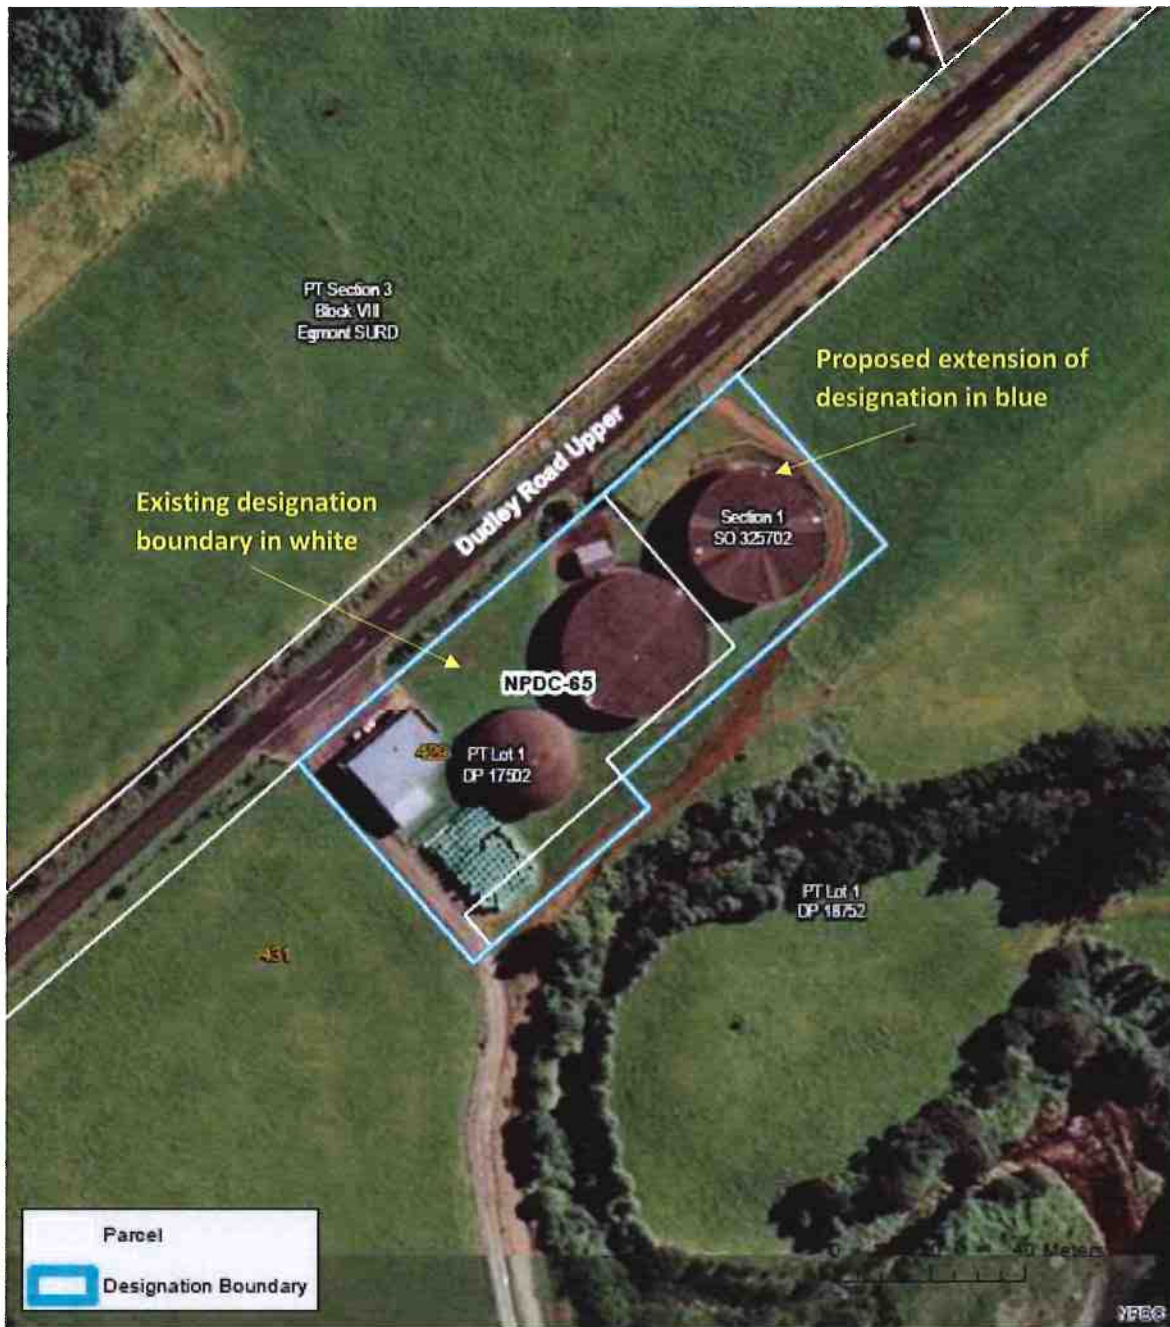 PT Section 3
Block VIII
Egmont SURD
Proposed extension of
designation in blue
Dudley Road Upper
Existing designation
boundary in white
Section 1
SO 325702
NPDC-65
PT Lot 1
DP 17502
PT Lot 1
DP 18752
431
Parcel
Designation Boundary
40 Meters
NPDC